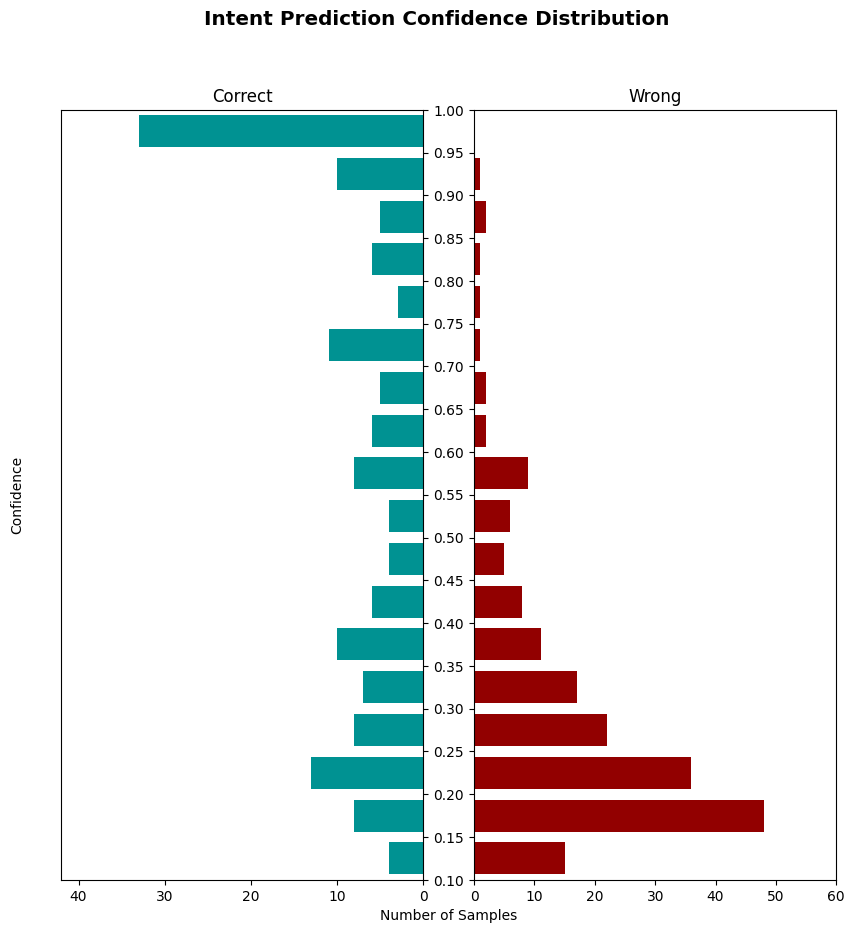 Intent Prediction Confidence Distribution
Correct
Wrong
1.00
0.95
0.90
0.85
0.80
0.75
0.70
0.65
0.60
0.55
0.50
0.45
0.40
0.35
0.30
0.25
0.20
0.15
0.10
Confidence
40 30 20 10 0
0 10 20 30 40 50 60
Number of Samples